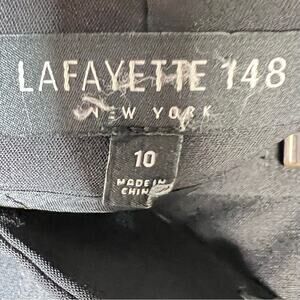 LAFAYETTE 148
NEW YORK
10
MADE IN
CHINA